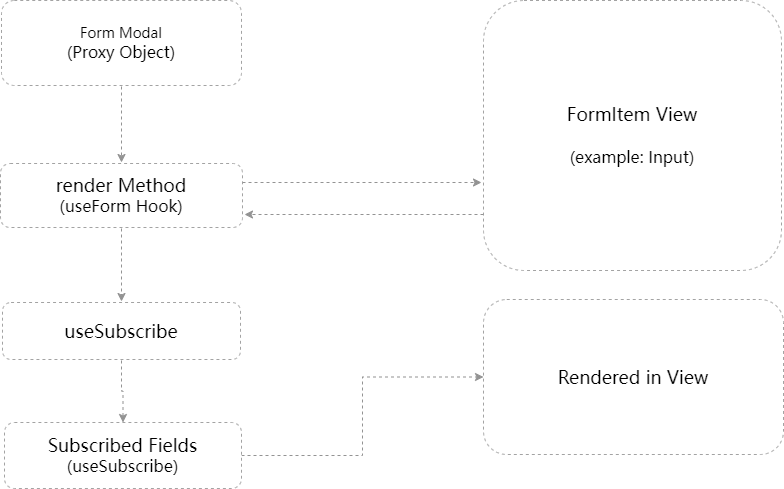 Form Modal
(Proxy Object)
FormItem View
(example: Input)
render Method
(useForm Hook)
useSubscribe
Rendered in View
Subscribed Fields
(useSubscribe)